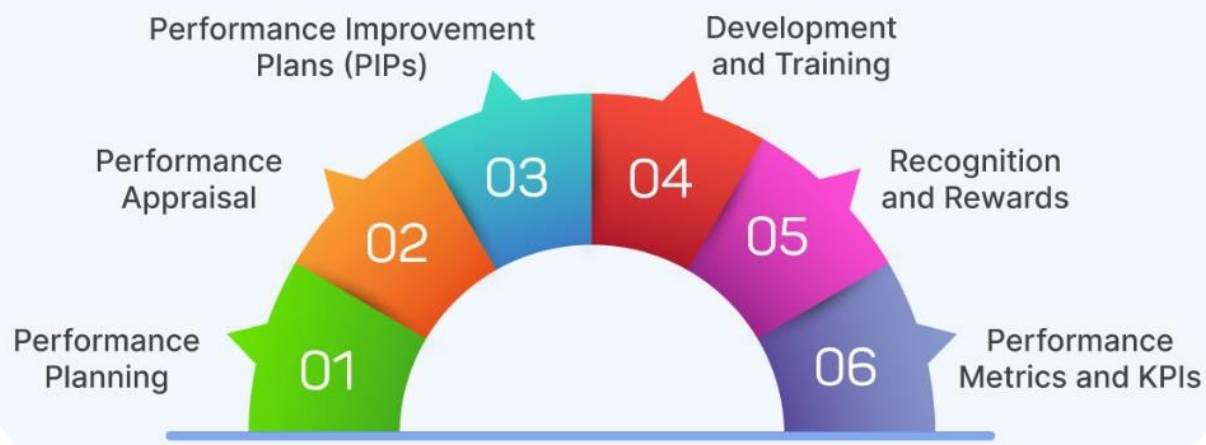 Performance Improvement
Plans (PIPs)
Development
and Training
Performance
Appraisal
Recognition
and Rewards
Performance
Planning
Performance
Metrics and KPIs
01
02
03
04
05
06